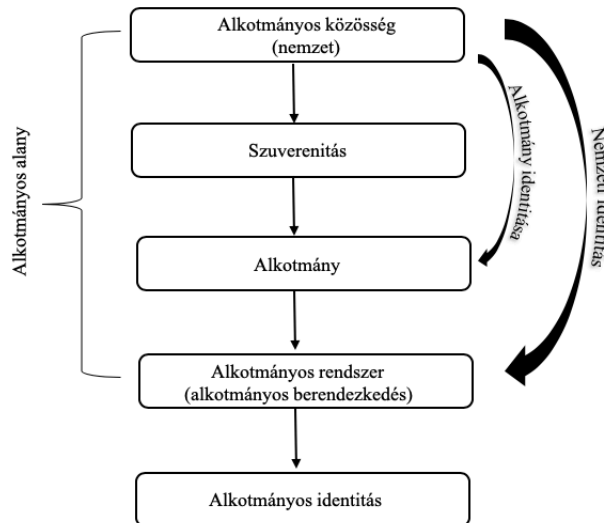 Alkotmányos közösség
(nemzet)
Szuverenitás
Alkotmány
Alkotmányos rendszer
(alkotmányos berendezkedés)
Alkotmányos identitás
Alkotmányos alany
Alkotmány identitása
Nemzeti identitás